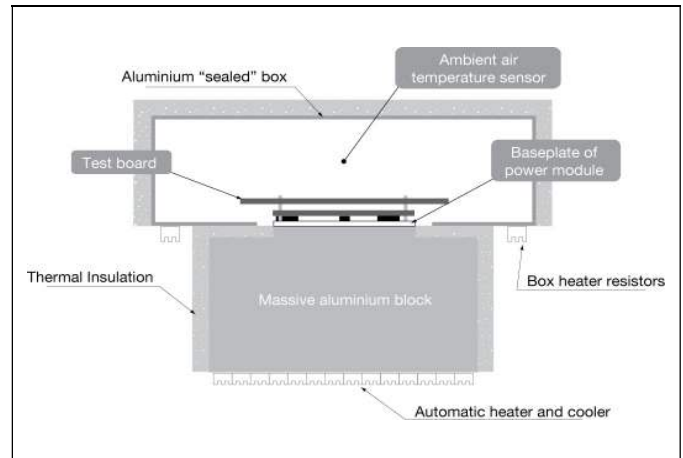 Ambient air
temperature sensor
Aluminium “sealed” box
Test board
Baseplate of
power module
Thermal Insulation
Box heater resistors
Massive aluminium block
Automatic heater and cooler